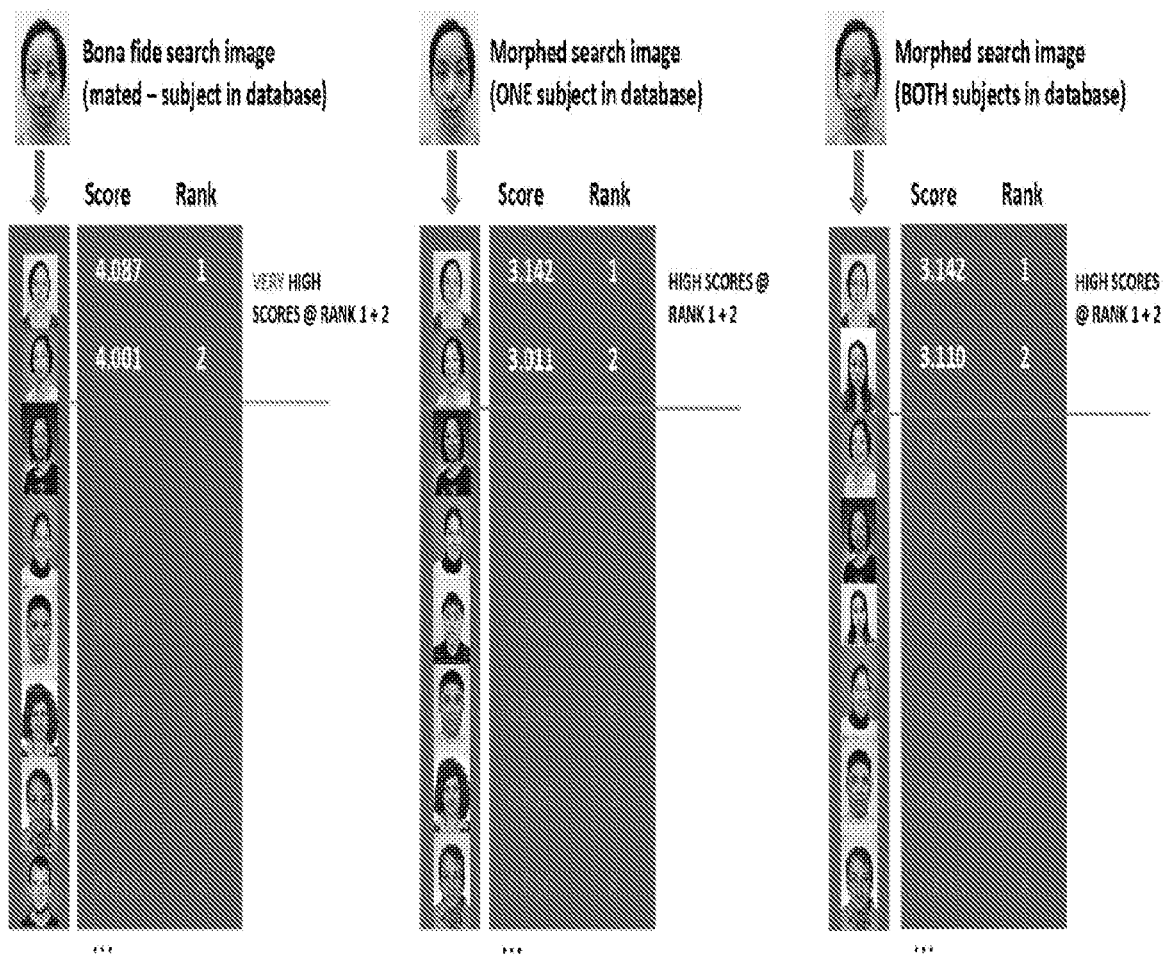 Bona fide search image
(mated – subject in database)
Score Rank
4.087 1
4.001 2
VERY HIGH
SCORES @ RANK 1 + 2
...
Morphed search image
(ONE subject in database)
Score Rank
3.142 1
3.011 2
HIGH SCORES @
RANK 1 + 2
...
Morphed search image
(BOTH subjects in database)
Score Rank
3.142 1
3.110 2
HIGH SCORES
@ RANK 1 + 2
...